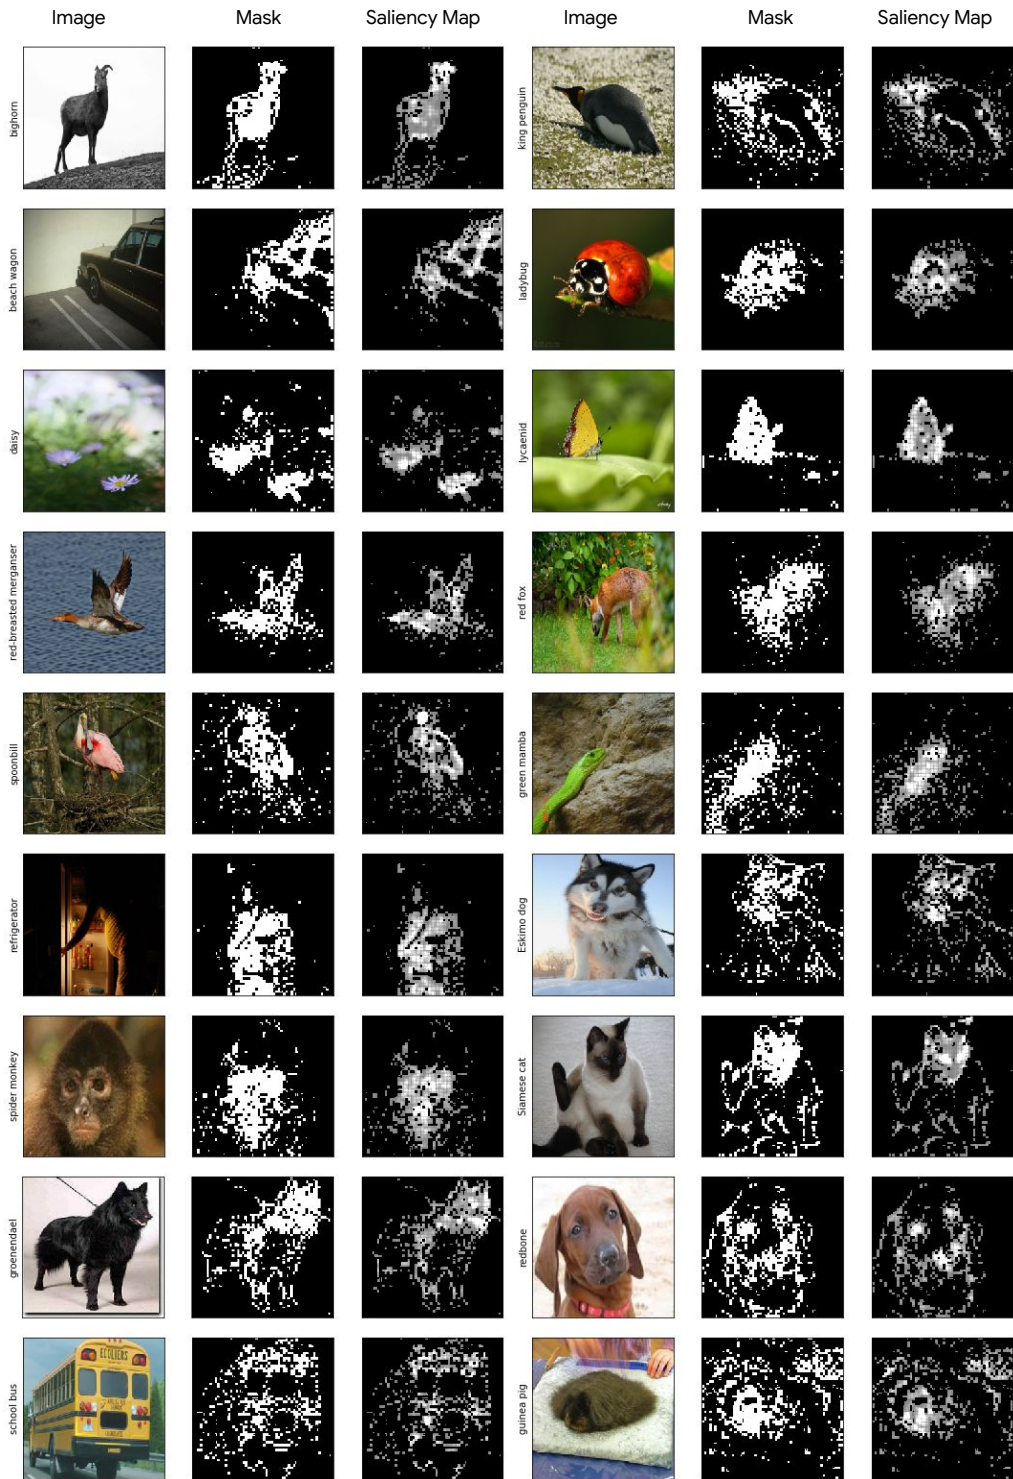 Image Mask Saliency Map Image Mask Saliency Map
bighorn
king penguin
beach wagon
ladybug
daisy
lycaenid
red-breasted merganser
red fox
spoonbill
green mamba
refrigerator
Eskimo dog
spider monkey
Siamese cat
groenendael
redbone
school bus
ECOLIERS
guinea pig